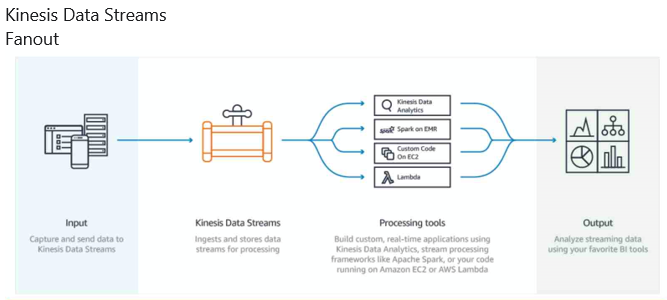 Kinesis Data Streams
Fanout
Kinesis Data
Analytics
Spark Spark on EMR
Custom Code
On EC2
Lambda
Input
Capture and send data to
Kinesis Data Streams
Kinesis Data Streams
Ingests and stores data
streams for processing
Processing tools
Build custom, real-time applications using
Kinesis Data Analytics, stream processing
frameworks like Apache Spark, or your code
running on Amazon EC2 or AWS Lambda
Output
Analyze streaming data
using your favorite BI tools